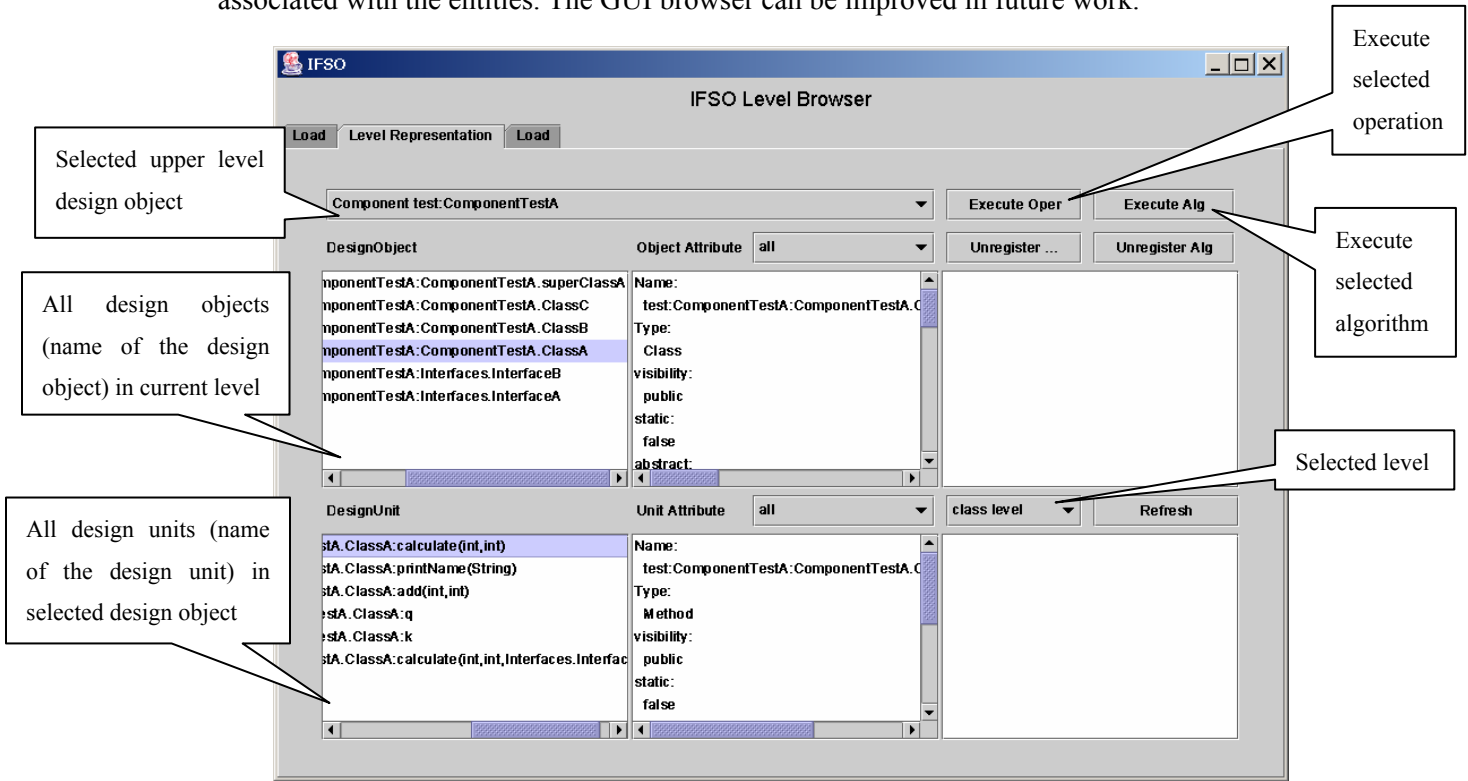 associated with the entities. The GUI browser can be improved in future work.
Execute
selected
operation
IFSO
IFSO Level Browser
Load
Level Representation
Load
Selected upper level
design object
Component test:ComponentTestA
Execute Oper
Execute Alg
DesignObject
Object Attribute
all
Unregister ...
Unregister Alg
Execute
selected
algorithm
All design objects
(name of the design
object) in current level
mponentTestA:ComponentTestA.superClassA
mponentTestA:ComponentTestA.ClassC
mponentTestA:ComponentTestA.ClassB
mponentTestA:ComponentTestA.ClassA
mponentTestA:Interfaces.InterfaceB
mponentTestA:Interfaces.InterfaceA
Name:
test:ComponentTestA:ComponentTestA.C
Type:
Class
visibility:
public
static:
false
abstract:
Selected level
DesignUnit
Unit Attribute
all
class level
Refresh
All design units (name
of the design unit) in
selected design object
stA.ClassA:calculate(int,int)
stA.ClassA:printName(String)
stA.ClassA:add(int,int)
estA.ClassA:q
estA.ClassA:k
stA.ClassA:calculate(int,int,Interfaces.Interfac
Name:
test:ComponentTestA:ComponentTestA.C
Type:
Method
visibility:
public
static:
false